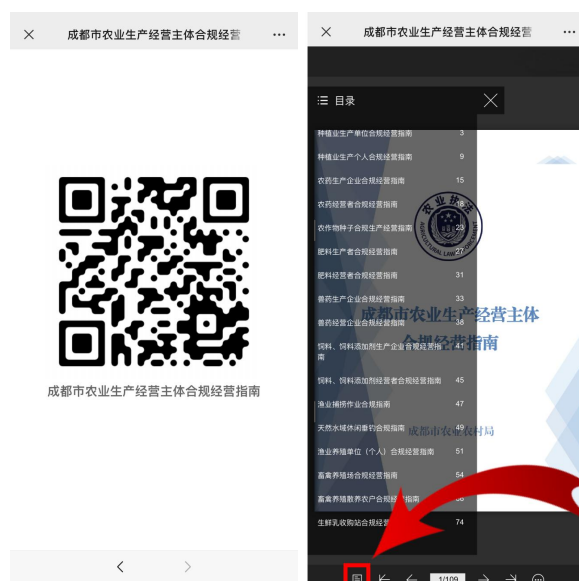 成都市农业生产经营主体合规经营
成都市农业生产经营主体合规经营指南
成都市农业生产经营主体合规经营
目录
种植业生产单位合规经营指南 3
种植业生产个人合规经营指南 9
农药生产企业合规经营指南 15
农药经营者合规经营指南 18
农作物种子合规生产经营指南 23
肥料生产者合规经营指南 27
肥料经营者合规经营指南 31
兽药生产企业合规经营指南 33
兽药经营企业合规经营指南 38
饲料、饲料添加剂生产企业合规经营指南 41
饲料、饲料添加剂经营者合规经营指南 45
渔业捕捞作业合规指南 47
天然水域休闲垂钓合规指南 49
渔业养殖单位（个人）合规经营指南 51
畜禽养殖场合规经营指南 54
畜禽养殖散养农户合规经营指南
生鲜乳收购站合规经营 74
农业执法
AGRICULTURAL LAW ENFORCEMENT
成都市农业生产经营主体
合规经营指南
成都市农业农村局
1/109